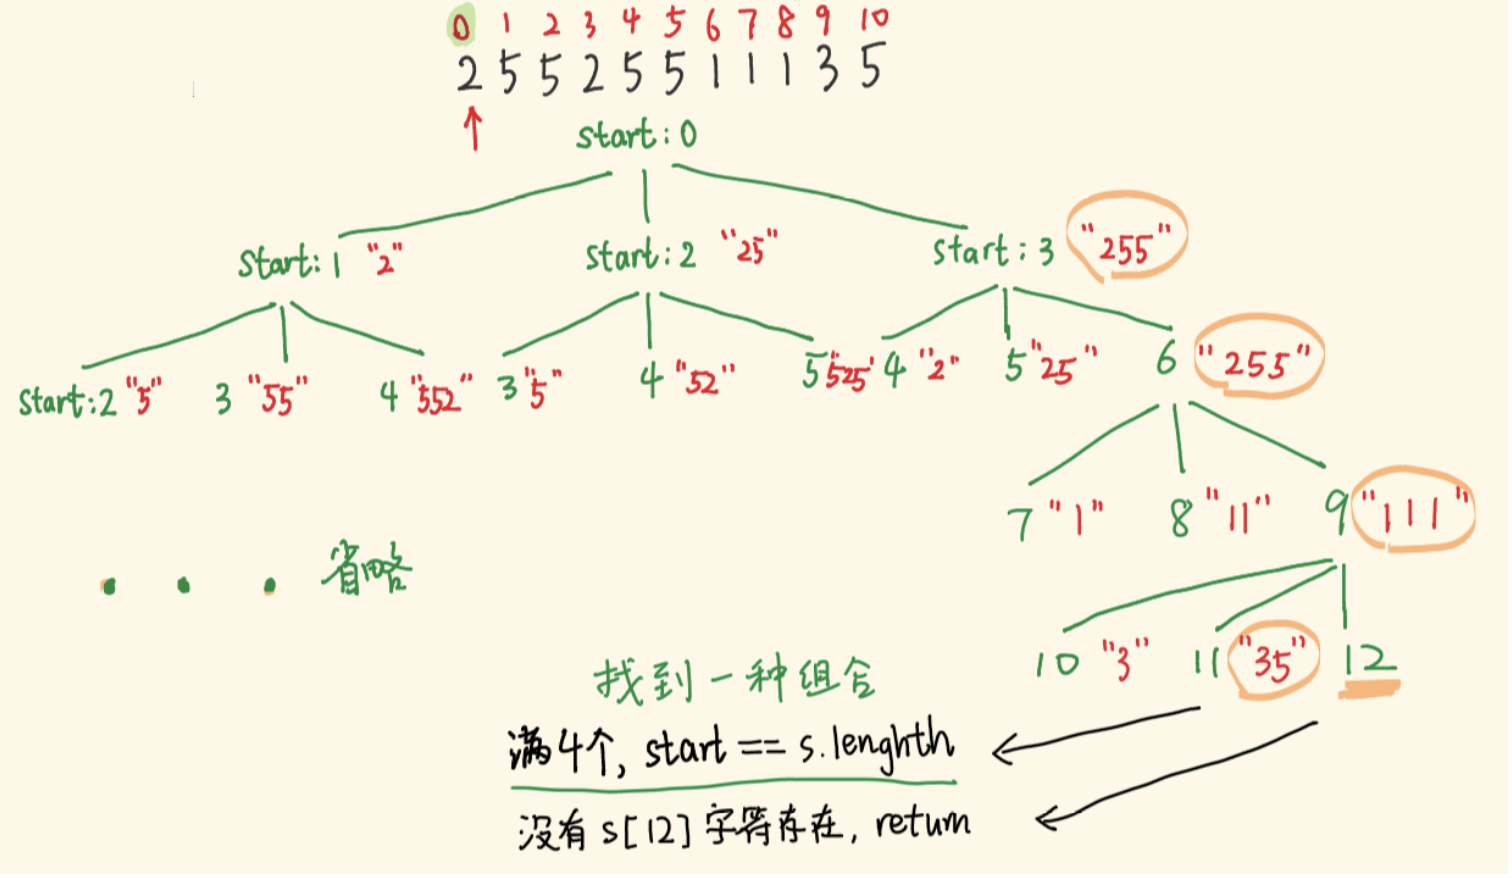 0 1 2 3 4 5 6 7 8 9 10
2 5 5 2 5 5 1 1 1 3 5
start:0
start:1 "2" start:2 "25" start:3 "255"
start:2 "5" 3 "55" 4 "552" 3 "5" 4 "52" 5 "525" 4 "2" 5 "25" 6 "255"
7 "1" 8 "11" 9 "111"
省略
10 "3" 11 "35" 12
找到一种组合
满4个, start == s.lenghth
没有 s[12] 字符存在, return